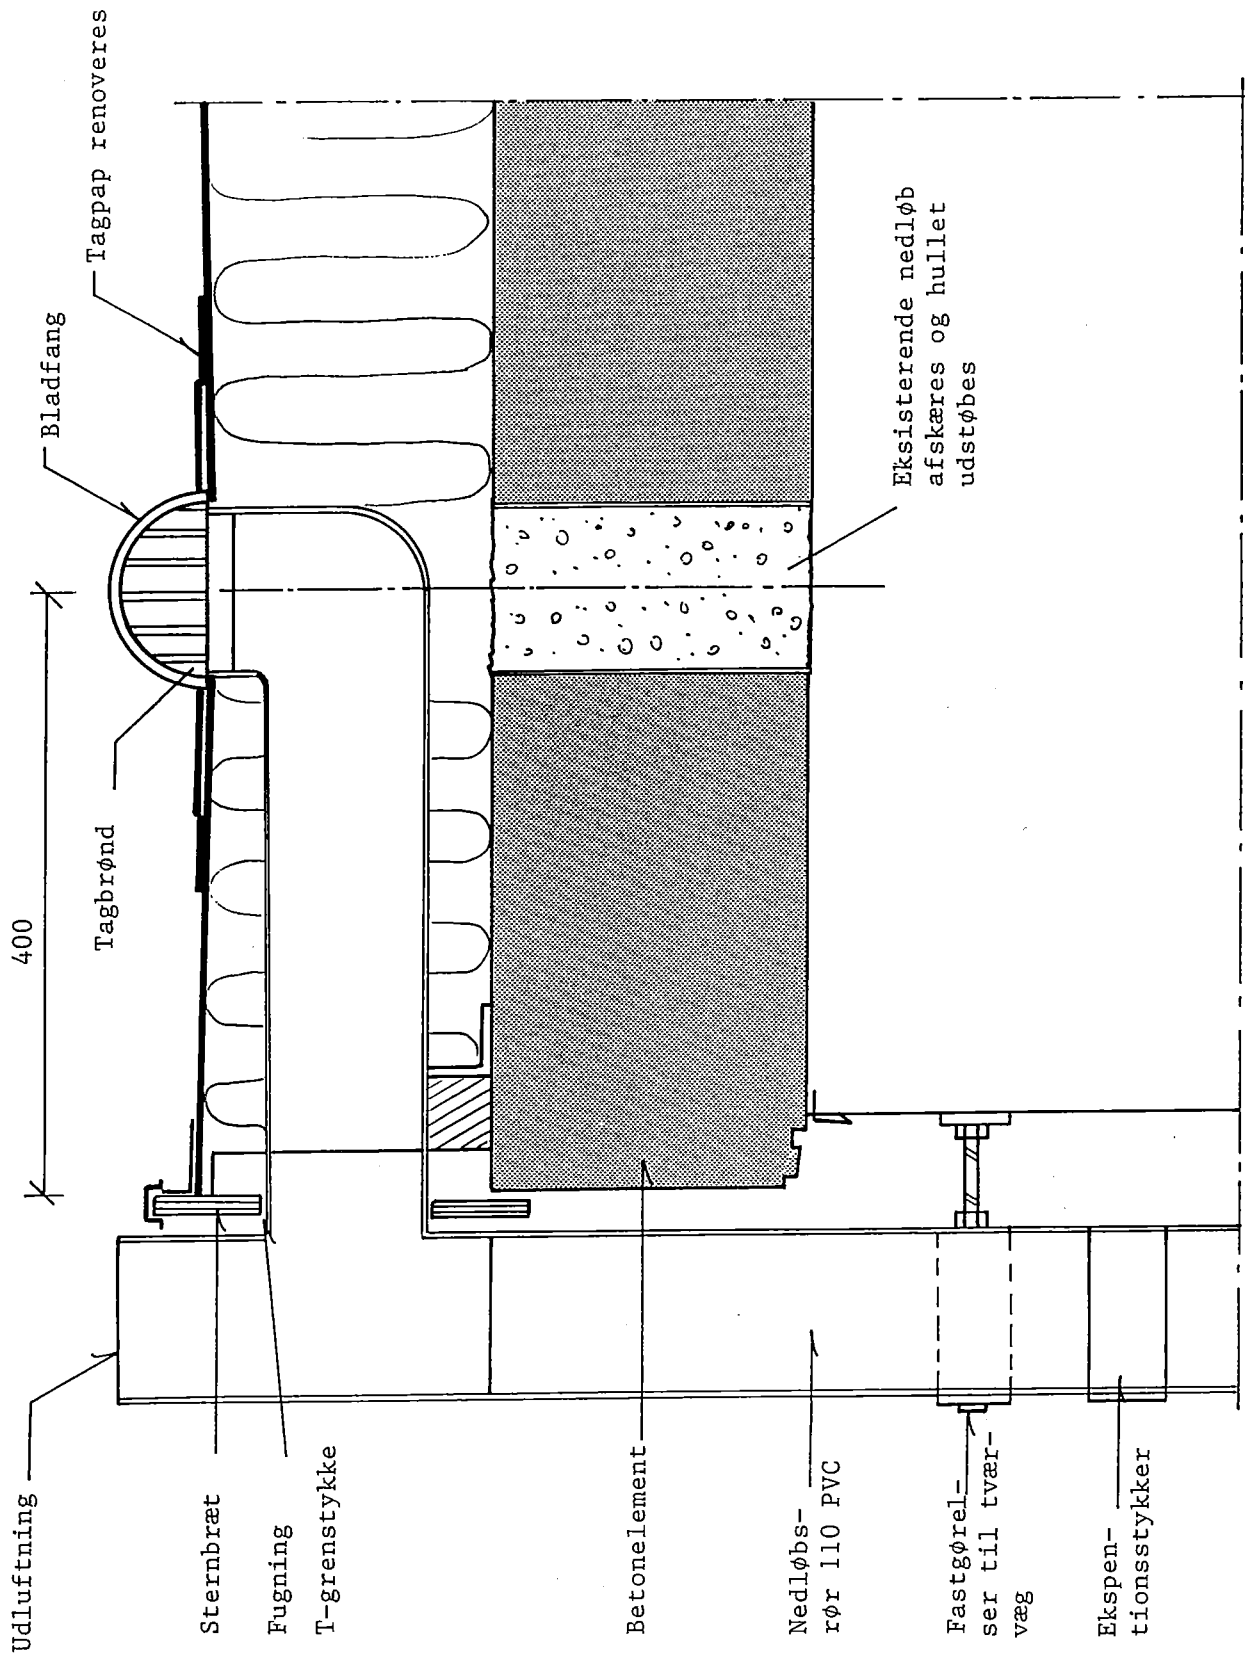 Udluftning
Sternbræt
Fugning
T-grenstykke
Betonelement
Nedløbs-
rør 110 PVC
Fastgørel-
ser til tvær-
væg
Ekspen-
tionsstykker
400
Tagbrønd
Bladfang
Tagpap renoveres
Eksisterende nedløb
afskæres og hullet
udstøbes